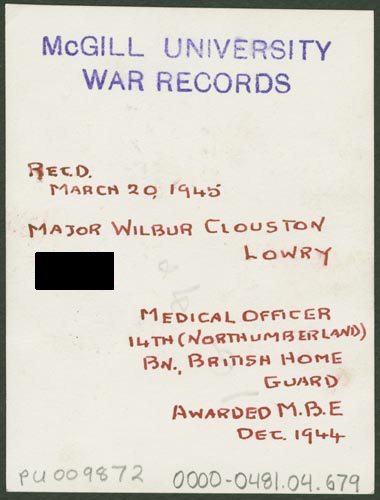 McGILL UNIVERSITY
WAR RECORDS
REC.D.
MARCH 20, 1945
MAJOR WILBUR CLOUSTON
LOWRY
MEDICAL OFFICER
14TH (NORTHUMBERLAND)
BN., BRITISH HOME
GUARD
AWARDED M.B.E
DEC. 1944
PU009872 0000-0481.04.679